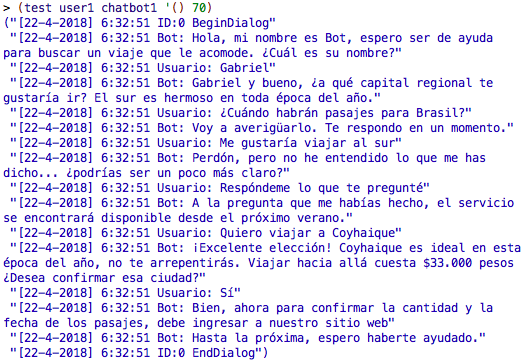 > (test user1 chatbot1 '() 70)
("[22-4-2018] 6:32:51 ID:0 BeginDialog"
"[22-4-2018] 6:32:51 Bot: Hola, mi nombre es Bot, espero ser de ayuda
para buscar un viaje que le acomode. ¿Cuál es su nombre?"
"[22-4-2018] 6:32:51 Usuario: Gabriel"
"[22-4-2018] 6:32:51 Bot: Gabriel y bueno, ¿a qué capital regional te
gustaría ir? El sur es hermoso en toda época del año."
"[22-4-2018] 6:32:51 Usuario: ¿Cuándo habrán pasajes para Brasil?"
"[22-4-2018] 6:32:51 Bot: Voy a averigüarlo. Te respondo en un momento."
"[22-4-2018] 6:32:51 Usuario: Me gustaría viajar al sur"
"[22-4-2018] 6:32:51 Bot: Perdón, pero no he entendido lo que me has
dicho... ¿podrías ser un poco más claro?"
"[22-4-2018] 6:32:51 Usuario: Respóndeme lo que te pregunté"
"[22-4-2018] 6:32:51 Bot: A la pregunta que me habías hecho, el servicio
se encontrará disponible desde el próximo verano."
"[22-4-2018] 6:32:51 Usuario: Quiero viajar a Coyhaique"
"[22-4-2018] 6:32:51 Bot: ¡Excelente elección! Coyhaique es ideal en esta
época del año, no te arrepentirás. Viajar hacia allá cuesta $33.000 pesos
¿Desea confirmar esa ciudad?"
"[22-4-2018] 6:32:51 Usuario: Sí"
"[22-4-2018] 6:32:51 Bot: Bien, ahora para confirmar la cantidad y la
fecha de los pasajes, debe ingresar a nuestro sitio web"
"[22-4-2018] 6:32:51 Bot: Hasta la próxima, espero haberte ayudado."
"[22-4-2018] 6:32:51 ID:0 EndDialog")